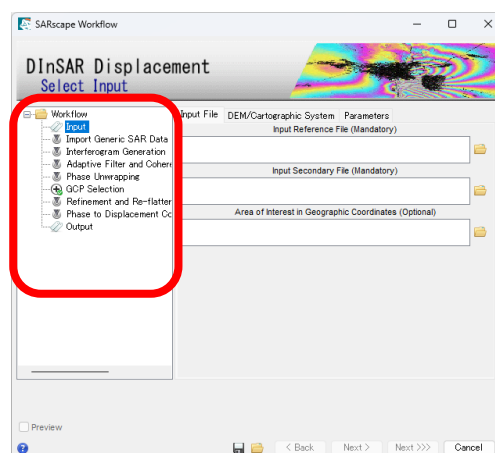 SARscape Workflow
DInSAR Displacement
Select Input
Workflow
Input
Import Generic SAR Data
Interferogram Generation
Adaptive Filter and Cohere
Phase Unwrapping
GCP Selection
Refinement and Re-flatter
Phase to Displacement Co
Output
Input File DEM/Cartographic System Parameters
Input Reference File (Mandatory)
Input Secondary File (Mandatory)
Area of Interest in Geographic Coordinates (Optional)
Preview
< Back Next > Next >>> Cancel